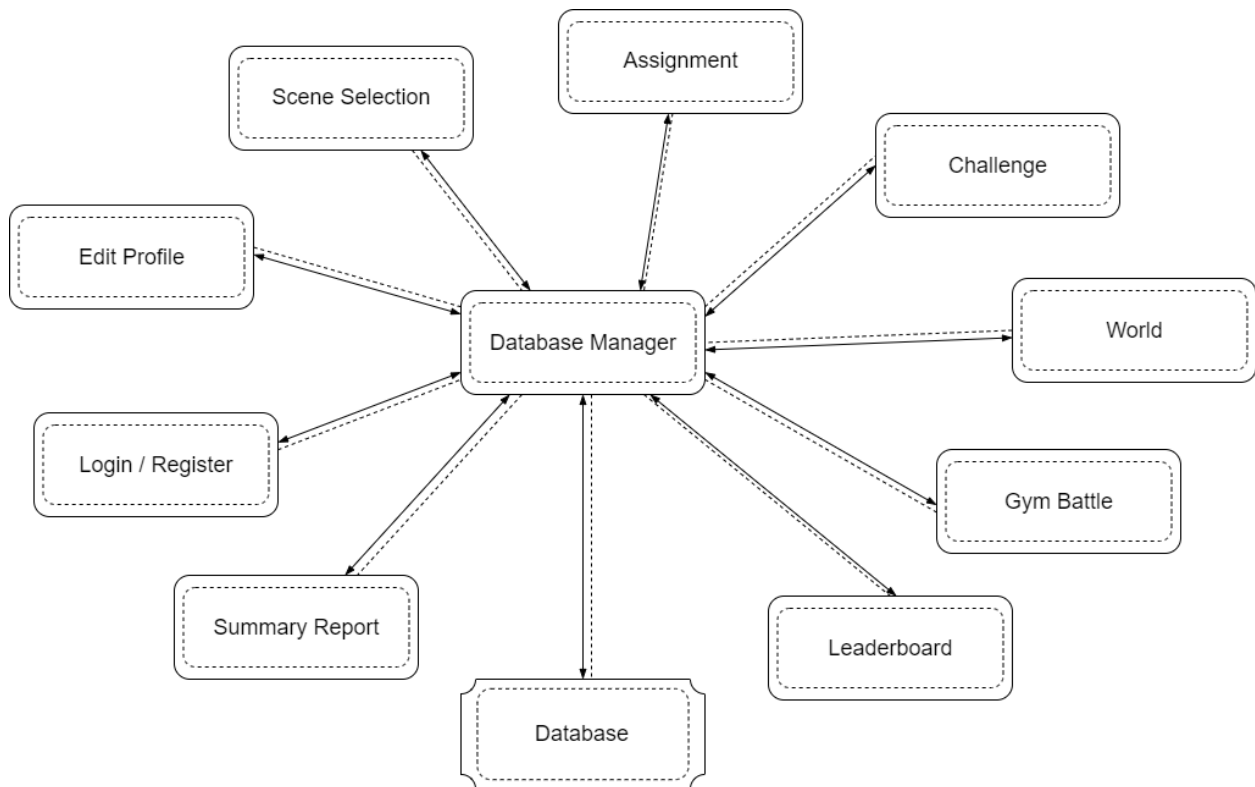 Assignment
Scene Selection
Challenge
Edit Profile
World
Database Manager
Login / Register
Gym Battle
Summary Report
Leaderboard
Database